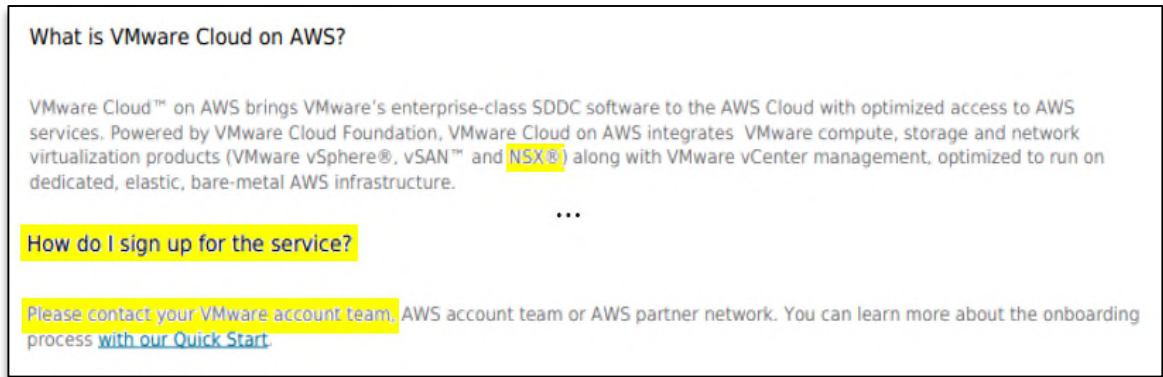 What is VMware Cloud on AWS?
VMware Cloud™ on AWS brings VMware’s enterprise-class SDDC software to the AWS Cloud with optimized access to AWS
services. Powered by VMware Cloud Foundation, VMware Cloud on AWS integrates  VMware compute, storage and network
virtualization products (VMware vSphere®, vSAN™ and NSX®) along with VMware vCenter management, optimized to run on
dedicated, elastic, bare-metal AWS infrastructure.
...
How do I sign up for the service?
Please contact your VMware account team, AWS account team or AWS partner network. You can learn more about the onboarding
process with our Quick Start.